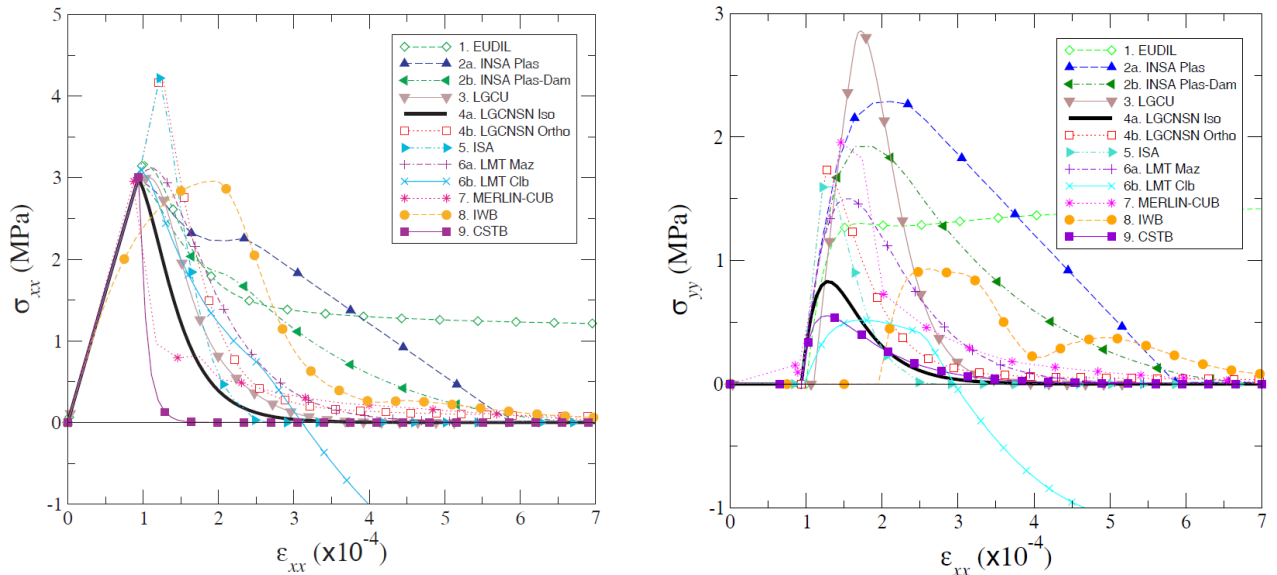 5
4
3
2
1
0
-1
σxx (MPa)
0 1 2 3 4 5 6 7
εxx (x10-4)
1. EUDIL
2a. INSA Plas
2b. INSA Plas-Dam
3. LGCU
4a. LGCNSN Iso
4b. LGCNSN Ortho
5. ISA
6a. LMT Maz
6b. LMT Clb
7. MERLIN-CUB
8. IWB
9. CSTB
3
2
1
0
-1
σyy (MPa)
0 1 2 3 4 5 6 7
εxx (x10-4)
1. EUDIL
2a. INSA Plas
2b. INSA Plas-Dam
3. LGCU
4a. LGCNSN Iso
4b. LGCNSN Ortho
5. ISA
6a. LMT Maz
6b. LMT Clb
7. MERLIN-CUB
8. IWB
9. CSTB